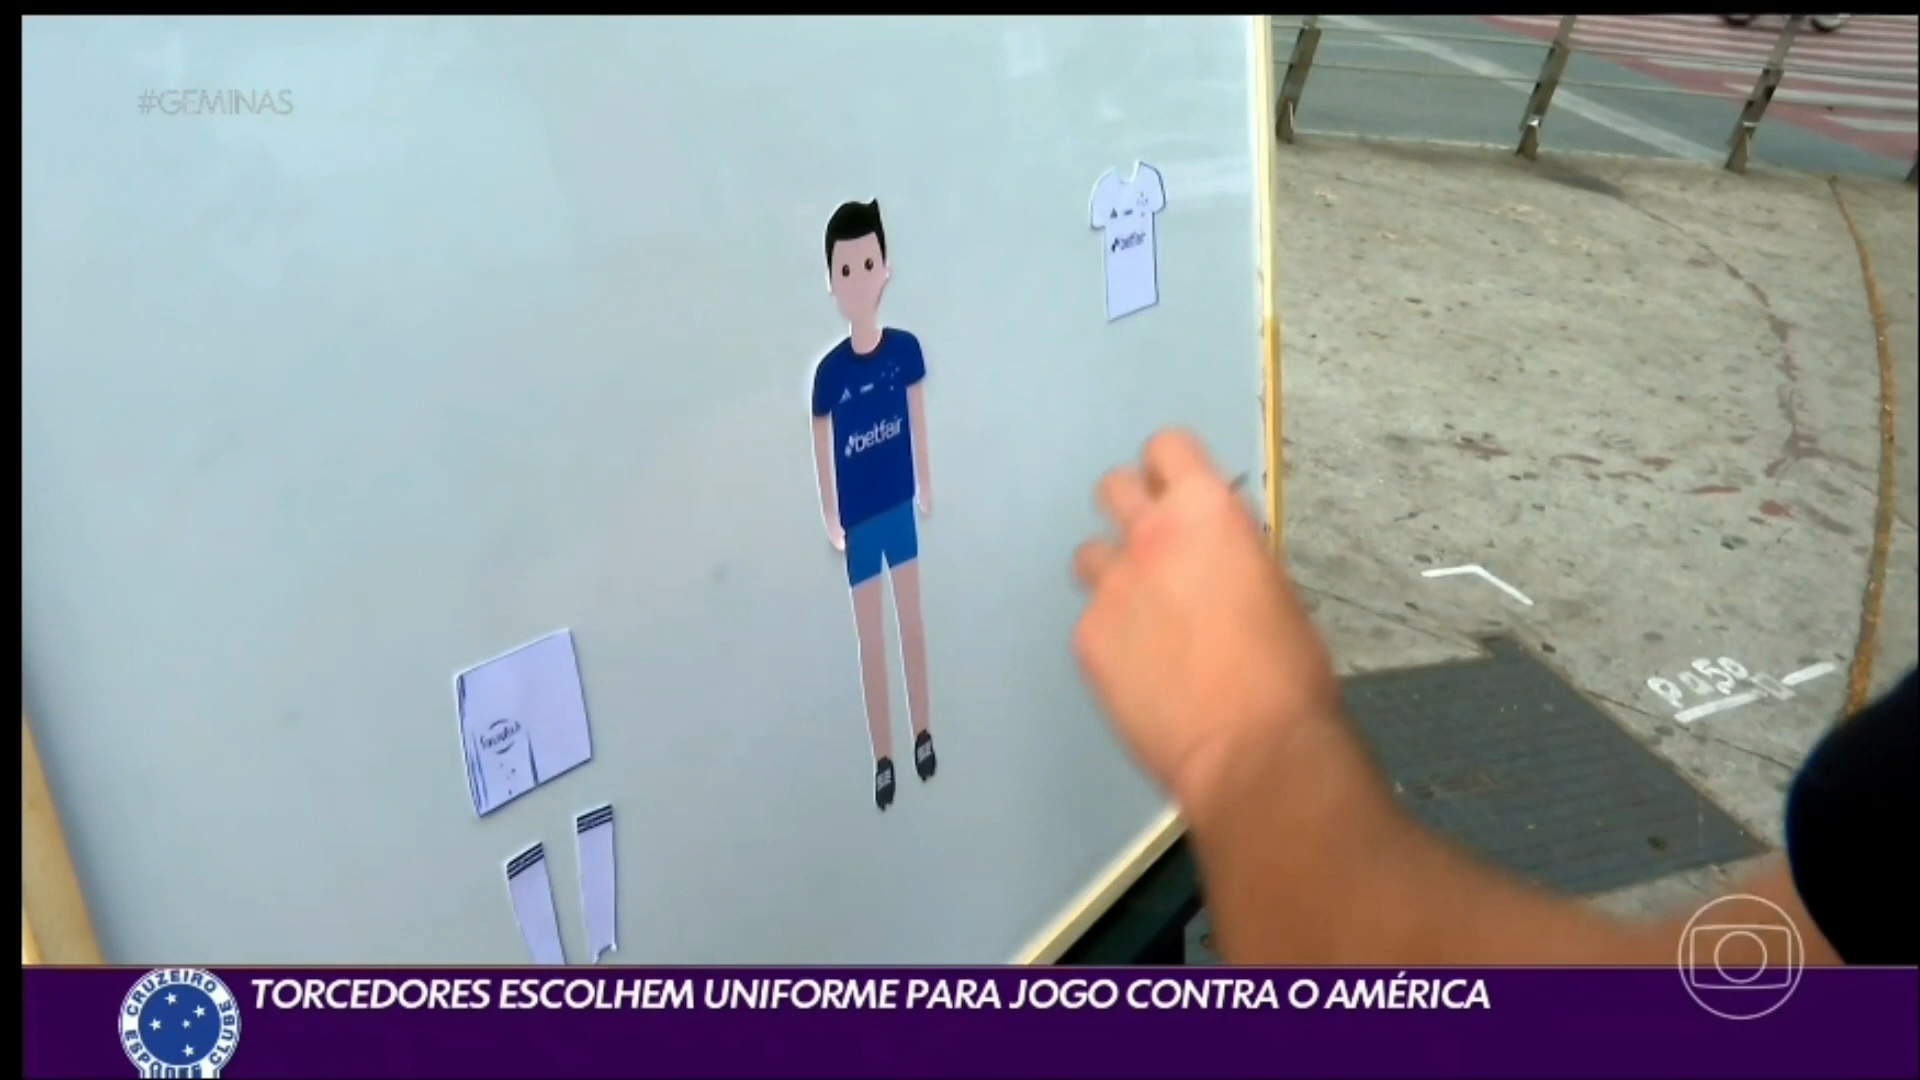 #GEMINAS
betfair
betfair
TORCEDORES ESCOLHEM UNIFORME PARA JOGO CONTRA O AMÉRICA
CRUZEIRO ESPORTE CLUBE